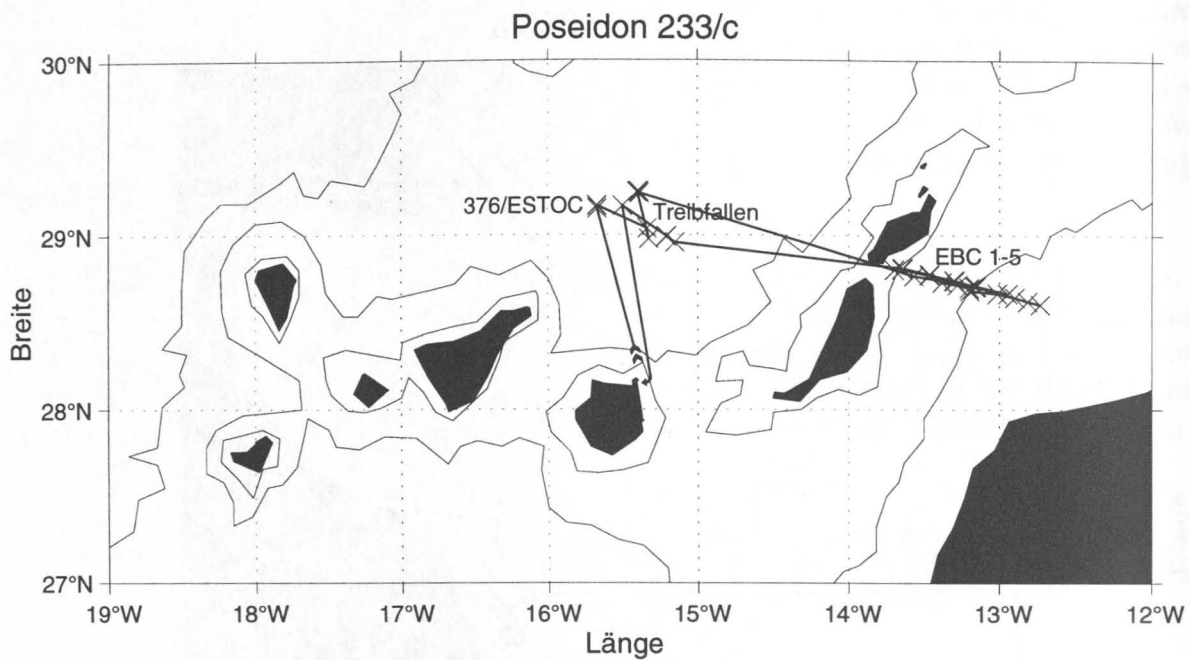 Poseidon 233/c
30°N
29°N
28°N
27°N
Breite
376/ESTOC
Treibfallen
EBC 1-5
19°W
18°W
17°W
16°W
15°W
14°W
13°W
12°W
Länge